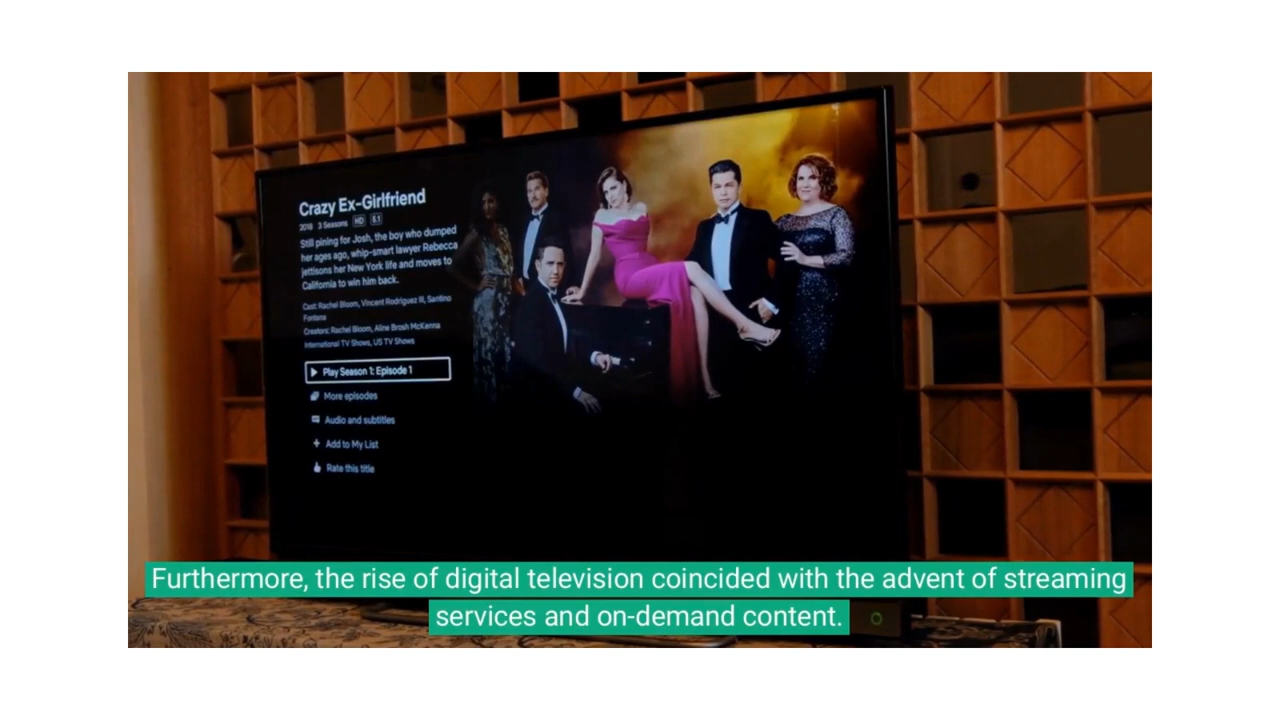 Crazy Ex-Girlfriend
2018 3 Seasons HD 5.1
Still pining for Josh, the boy who dumped
her ages ago, whip-smart lawyer Rebecca
jettisons her New York life and moves to
California to win him back.
Cast: Rachel Bloom, Vincent Rodriguez III, Santino
Fontana
Creators: Rachel Bloom, Aline Brosh McKenna
International TV Shows, US TV Shows
Play Season 1: Episode 1
More episodes
Audio and subtitles
Add to My List
Rate this title
Furthermore, the rise of digital television coincided with the advent of streaming
services and on-demand content.